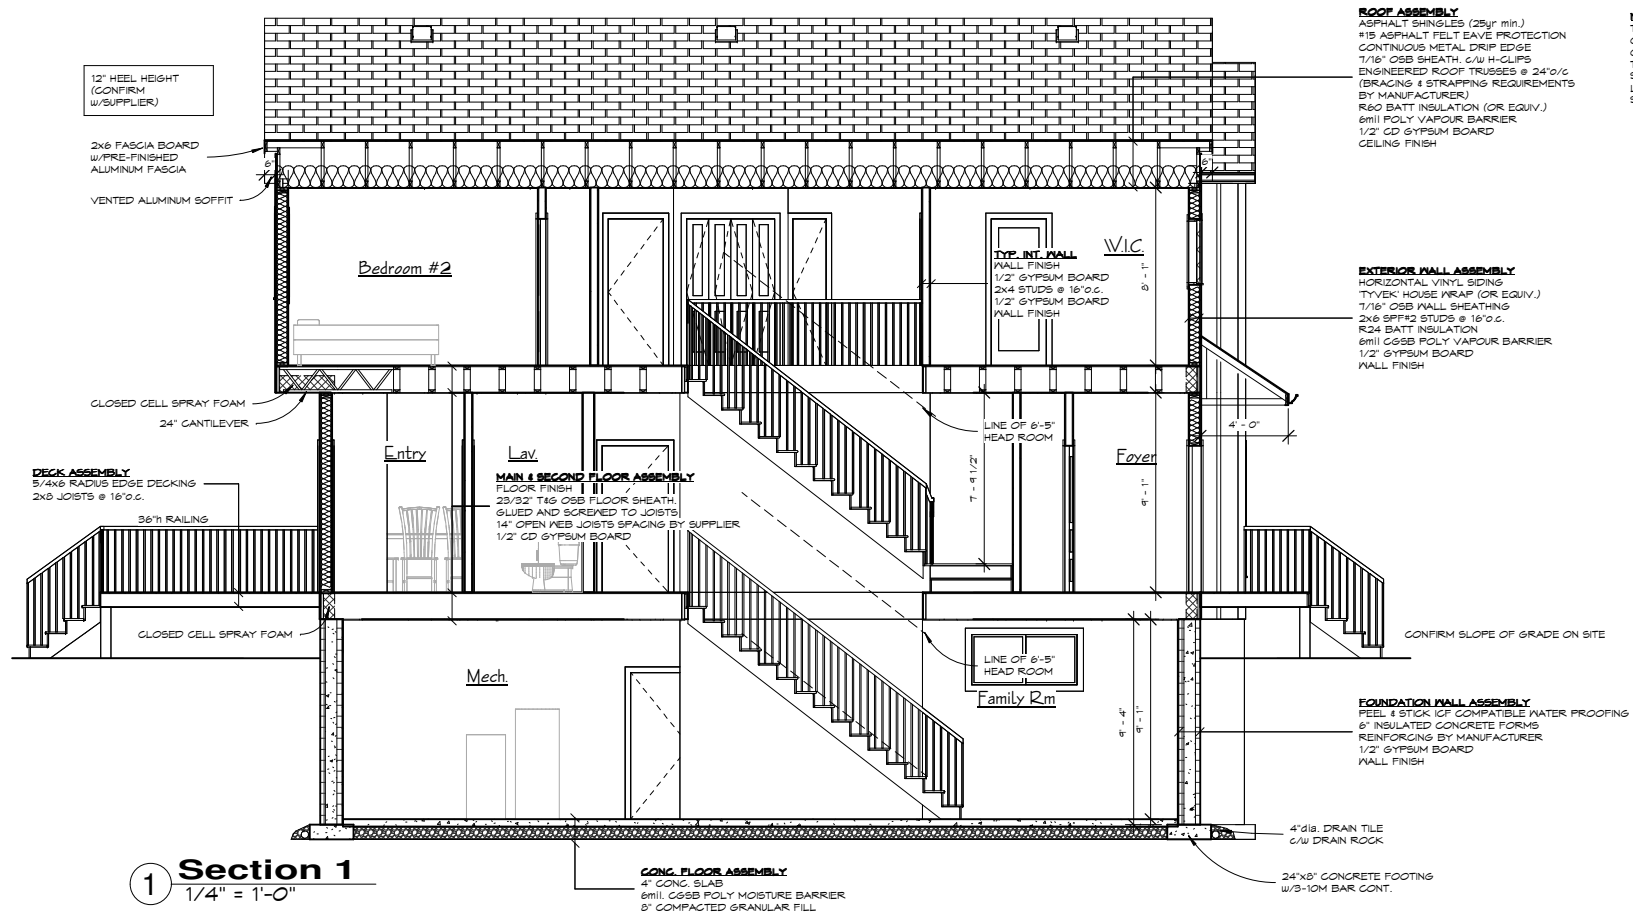 ROOF ASSEMBLY
ASPHALT SHINGLES (25yr min.)
#15 ASPHALT FELT EAVE PROTECTION
CONTINUOUS METAL DRIP EDGE
7/16" OSB SHEATH. C/W H-CLIPS
ENGINEERED ROOF TRUSSES @ 24"O/C
(BRACING & STRAPPING REQUIREMENTS
BY MANUFACTURER)
R60 BATT INSULATION (OR EQUIV.)
6mil POLY VAPOUR BARRIER
1/2" CD GYPSUM BOARD
CEILING FINISH
12" HEEL HEIGHT
(CONFIRM
W/SUPPLIER)
2x6 FASCIA BOARD
W/PRE-FINISHED
ALUMINUM FASCIA
6"
6"
VENTED ALUMINUM SOFFIT
Bedroom #2
W.I.C.
8' - 1"
TYP. INT. WALL
WALL FINISH
1/2" GYPSUM BOARD
2x4 STUDS @ 16"o.c.
1/2" GYPSUM BOARD
WALL FINISH
EXTERIOR WALL ASSEMBLY
HORIZONTAL VINYL SIDING
'TYVEK' HOUSE WRAP (OR EQUIV.)
7/16" OSB WALL SHEATHING
2x6 SPF#2 STUDS @ 16"o.c.
R24 BATT INSULATION
6mil CGSB POLY VAPOUR BARRIER
1/2" GYPSUM BOARD
WALL FINISH
CLOSED CELL SPRAY FOAM
24" CANTILEVER
LINE OF 6'-5"
HEAD ROOM
4' - 0"
Entry
Lav.
Foyer
7 - 9 1/2"
9' - 1"
DECK ASSEMBLY
5/4x6 RADIUS EDGE DECKING
2x8 JOISTS @ 16"o.c.
36"h RAILING
MAIN & SECOND FLOOR ASSEMBLY
FLOOR FINISH
23/32" T&G OSB FLOOR SHEATH.
GLUED AND SCREWED TO JOISTS
14" OPEN WEB JOISTS SPACING BY SUPPLIER
1/2" CD GYPSUM BOARD
CLOSED CELL SPRAY FOAM
CONFIRM SLOPE OF GRADE ON SITE
LINE OF 6'-5"
HEAD ROOM
Mech.
Family Rm
9' - 4"
9' - 1"
FOUNDATION WALL ASSEMBLY
PEEL & STICK ICF COMPATIBLE WATER PROOFING
6" INSULATED CONCRETE FORMS
REINFORCING BY MANUFACTURER
1/2" GYPSUM BOARD
WALL FINISH
4"dia. DRAIN TILE
C/W DRAIN ROCK
24"x8" CONCRETE FOOTING
W/3-10M BAR CONT.
CONC. FLOOR ASSEMBLY
4" CONC. SLAB
6mil. CGSB POLY MOISTURE BARRIER
8" COMPACTED GRANULAR FILL
1
Section 1
1/4" = 1'-0"